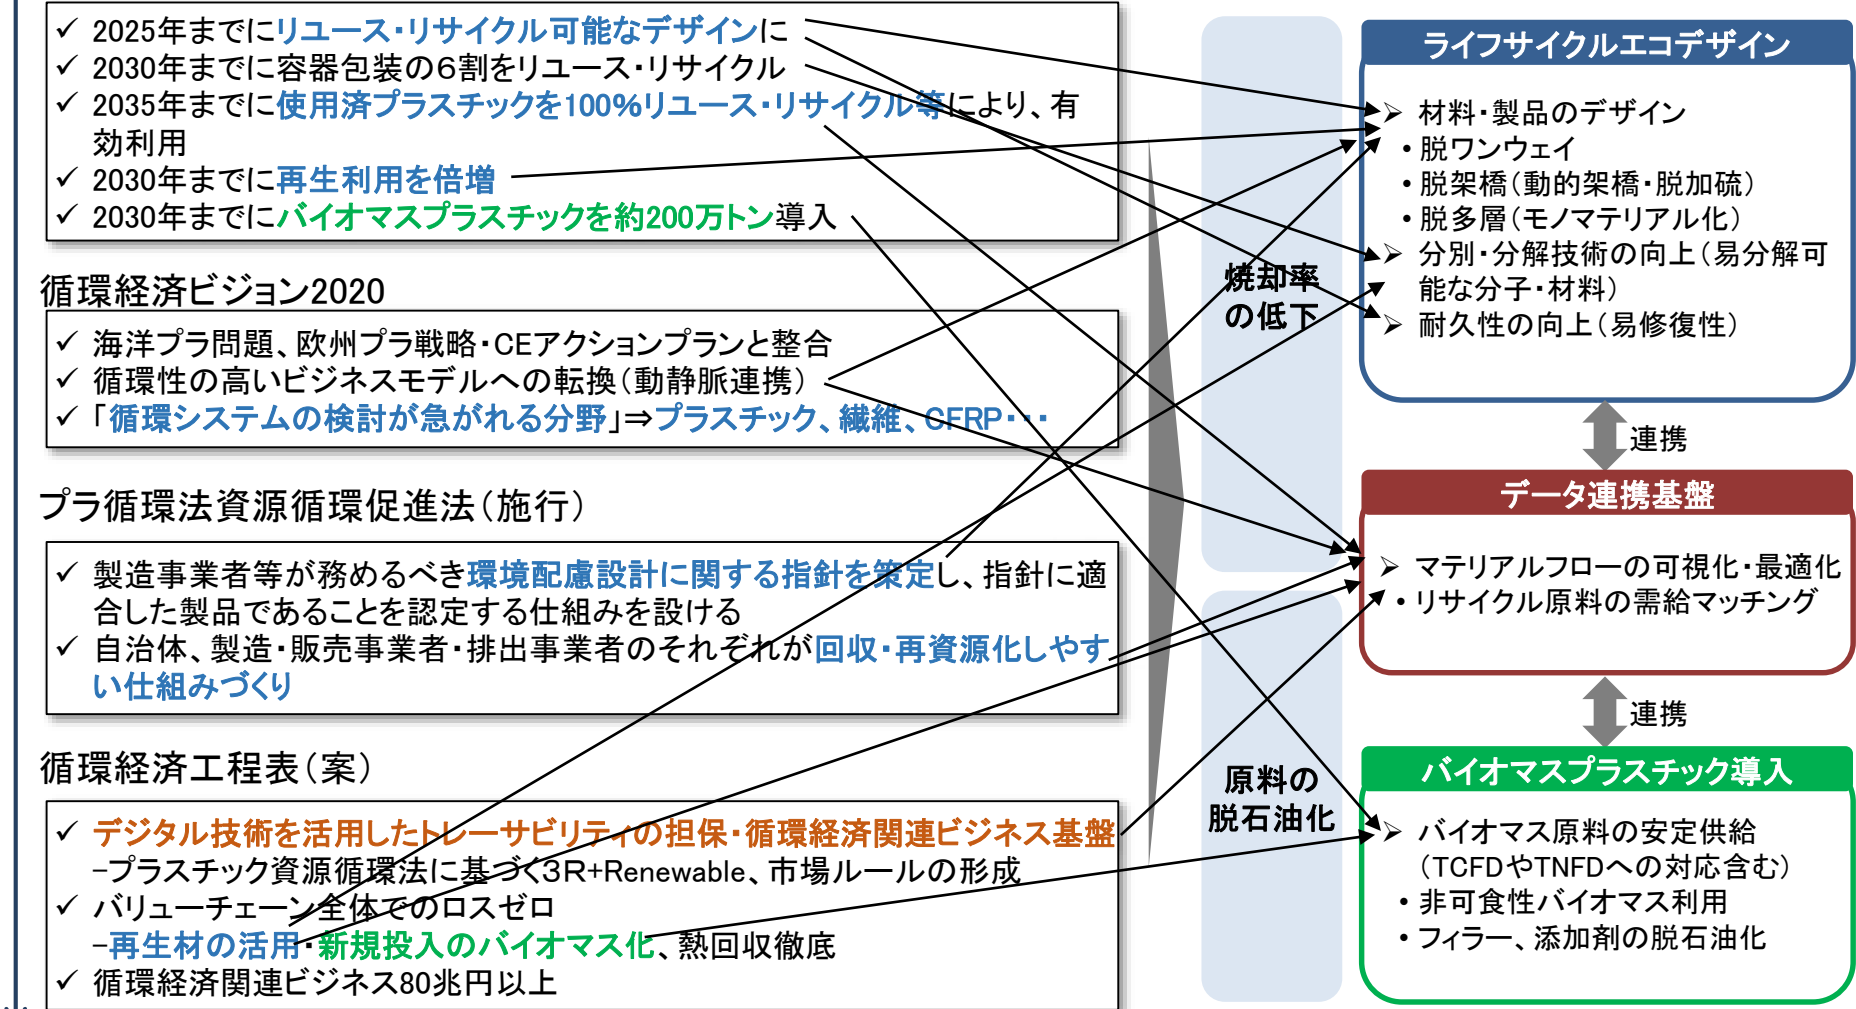 ✓ 2025年までにリユース・リサイクル可能なデザインに
✓ 2030年までに容器包装の6割をリユース・リサイクル
✓ 2035年までに使用済プラスチックを100%リユース・リサイクル等により、有
効利用
✓ 2030年までに再生利用を倍増
✓ 2030年までにバイオマスプラスチックを約200万トン導入
循環経済ビジョン2020
✓ 海洋プラ問題、欧州プラ戦略・CEアクションプランと整合
✓ 循環性の高いビジネスモデルへの転換(動静脈連携)
✓ 「循環システムの検討が急がれる分野」⇒プラスチック、繊維、CFRP・・・
プラ循環法資源循環促進法(施行)
✓ 製造事業者等が務めるべき環境配慮設計に関する指針を策定し、指針に適
合した製品であることを認定する仕組みを設ける
✓ 自治体、製造・販売事業者・排出事業者のそれぞれが回収・再資源化しやす
い仕組みづくり
循環経済工程表(案)
✓ デジタル技術を活用したトレーサビリティの担保・循環経済関連ビジネス基盤
-プラスチック資源循環法に基づく3R+Renewable、市場ルールの形成
✓ バリューチェーン全体でのロスゼロ
-再生材の活用・新規投入のバイオマス化、熱回収徹底
✓ 循環経済関連ビジネス80兆円以上
焼却率
の低下
原料の
脱石油化
ライフサイクルエコデザイン
➢ 材料・製品のデザイン
・脱ワンウェイ
・脱架橋(動的架橋・脱加硫)
・脱多層(モノマテリアル化)
➢ 分別・分解技術の向上(易分解可
能な分子・材料)
➢ 耐久性の向上(易修復性)
連携
データ連携基盤
➢ マテリアルフローの可視化・最適化
・リサイクル原料の需給マッチング
連携
バイオマスプラスチック導入
➢ バイオマス原料の安定供給
(TCFDやTNFDへの対応含む)
・非可食性バイオマス利用
・フィラー、添加剤の脱石油化